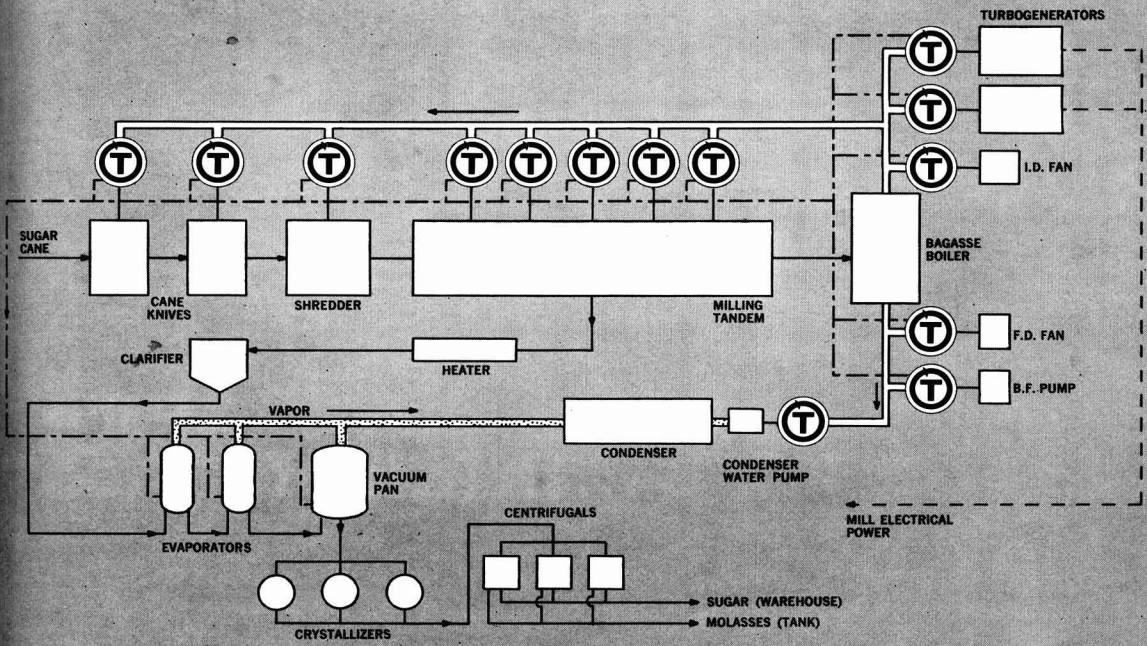 TURBOGENERATORS
T
T
T
T
T
T
T
T
T
T
T
I.D. FAN
SUGAR
CANE
CANE
KNIVES
SHREDDER
MILLING
TANDEM
BAGASSE
BOILER
CLARIFIER
HEATER
T
F.D. FAN
T
B.F. PUMP
VAPOR
T
CONDENSER
CONDENSER
WATER PUMP
VACUUM
PAN
EVAPORATORS
CENTRIFUGALS
MILL ELECTRICAL
POWER
CRYSTALLIZERS
SUGAR (WAREHOUSE)
MOLASSES (TANK)